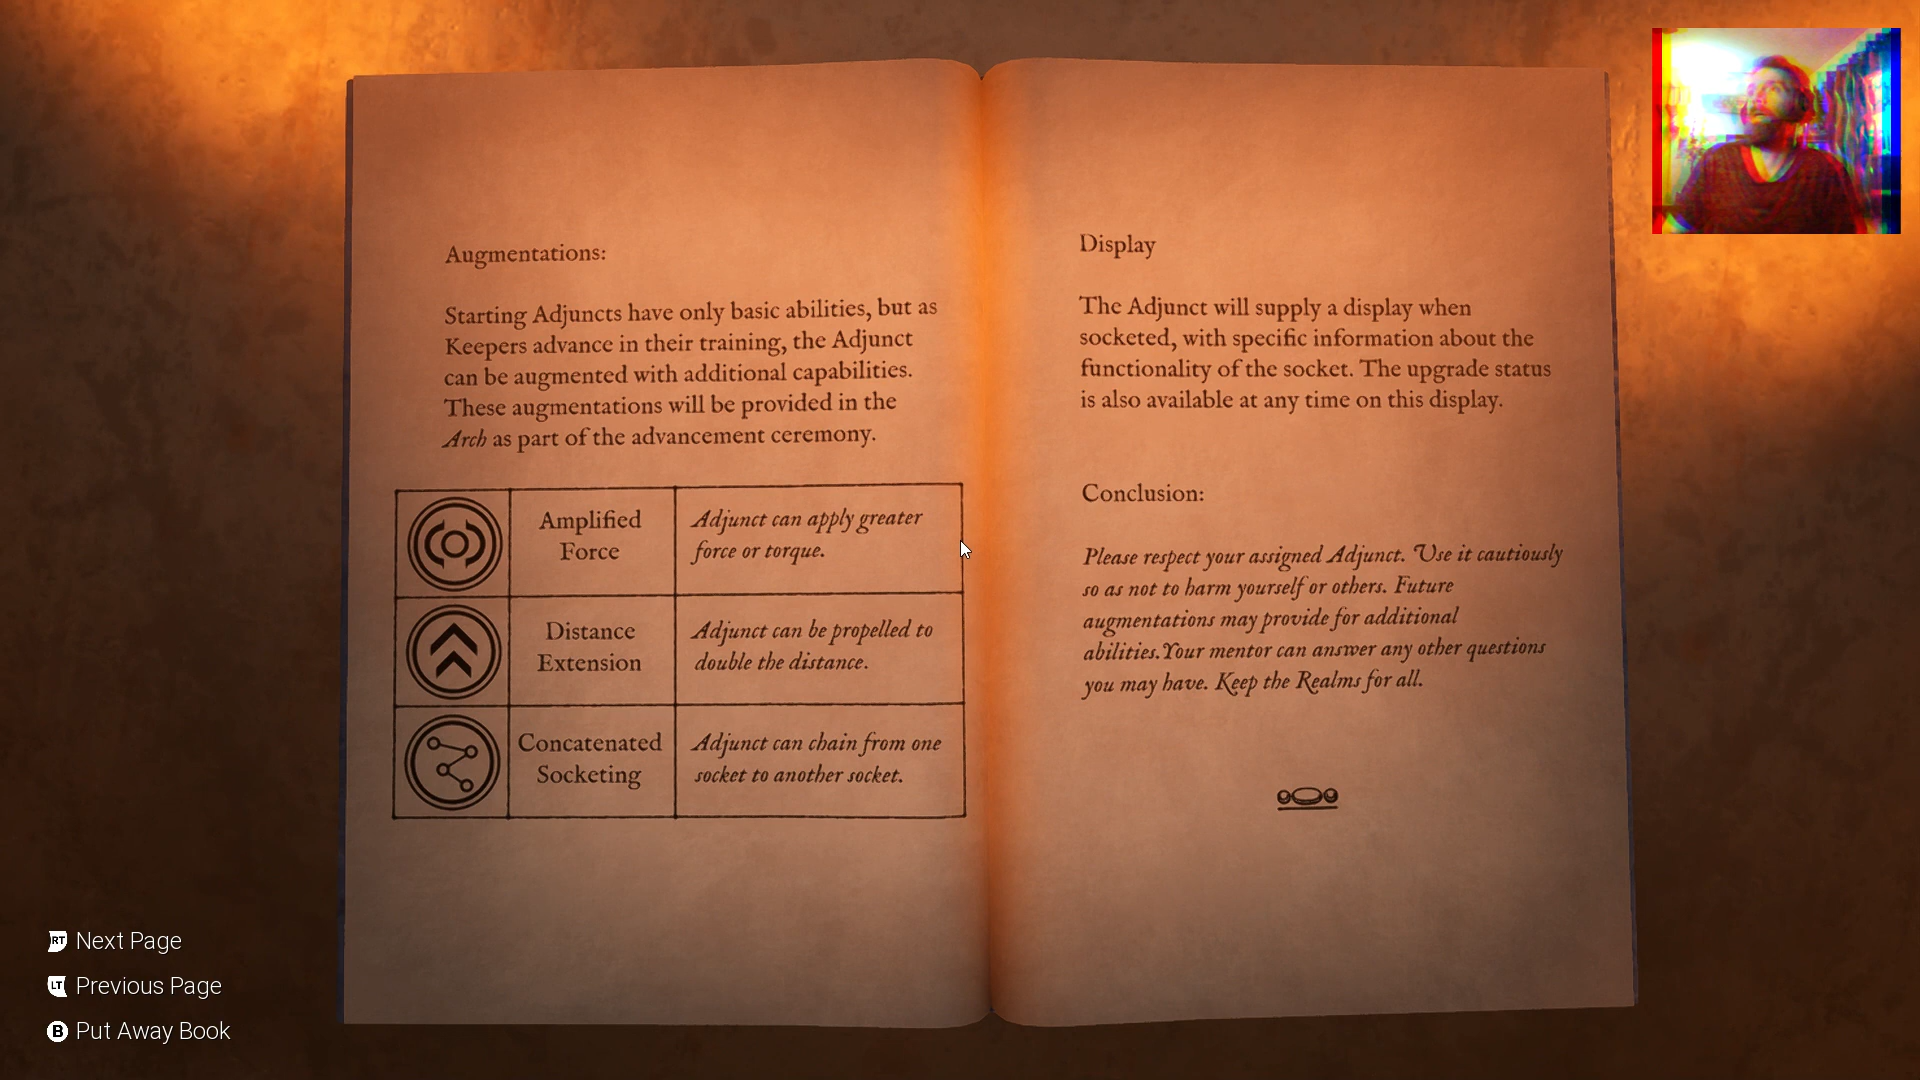 Augmentations:
Starting Adjuncts have only basic abilities, but as
Keepers advance in their training, the Adjunct
can be augmented with additional capabilities.
These augmentations will be provided in the
Arch as part of the advancement ceremony.
Amplified
Force
Adjunct can apply greater
force or torque.
Distance
Extension
Adjunct can be propelled to
double the distance.
Concatenated
Socketing
Adjunct can chain from one
socket to another socket.
Display
The Adjunct will supply a display when
socketed, with specific information about the
functionality of the socket. The upgrade status
is also available at any time on this display.
Conclusion:
Please respect your assigned Adjunct. Use it cautiously
so as not to harm yourself or others. Future
augmentations may provide for additional
abilities.Your mentor can answer any other questions
you may have. Keep the Realms for all.
RT Next Page
LT Previous Page
B Put Away Book